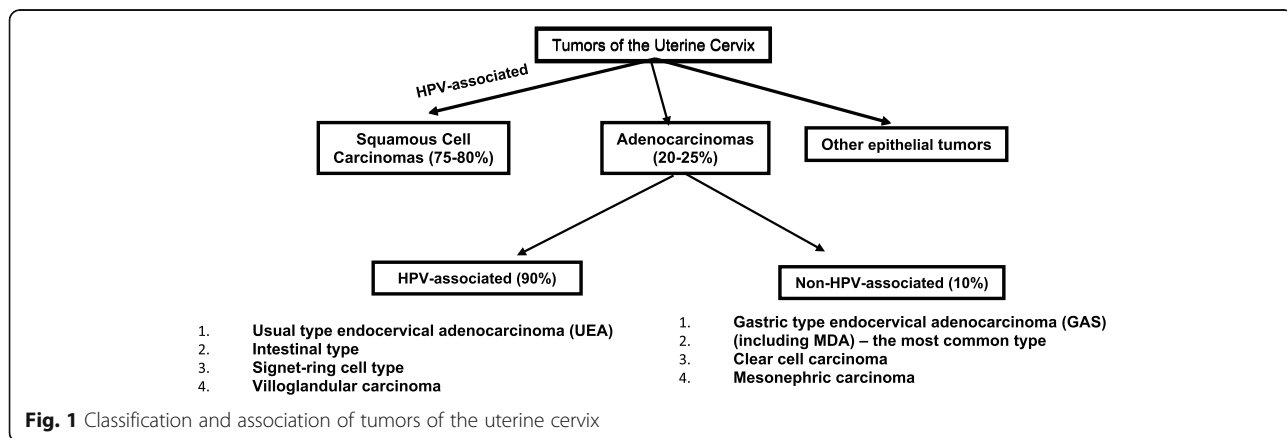 Tumors of the Uterine Cervix
HPV-associated
Squamous Cell
Carcinomas (75-80%)
Adenocarcinomas
(20-25%)
Other epithelial tumors
HPV-associated (90%)
Non-HPV-associated (10%)
1. Usual type endocervical adenocarcinoma (UEA)
2. Intestinal type
3. Signet-ring cell type
4. Villoglandular carcinoma
1. Gastric type endocervical adenocarcinoma (GAS)
2. (including MDA) – the most common type
3. Clear cell carcinoma
4. Mesonephric carcinoma
Fig. 1 Classification and association of tumors of the uterine cervix